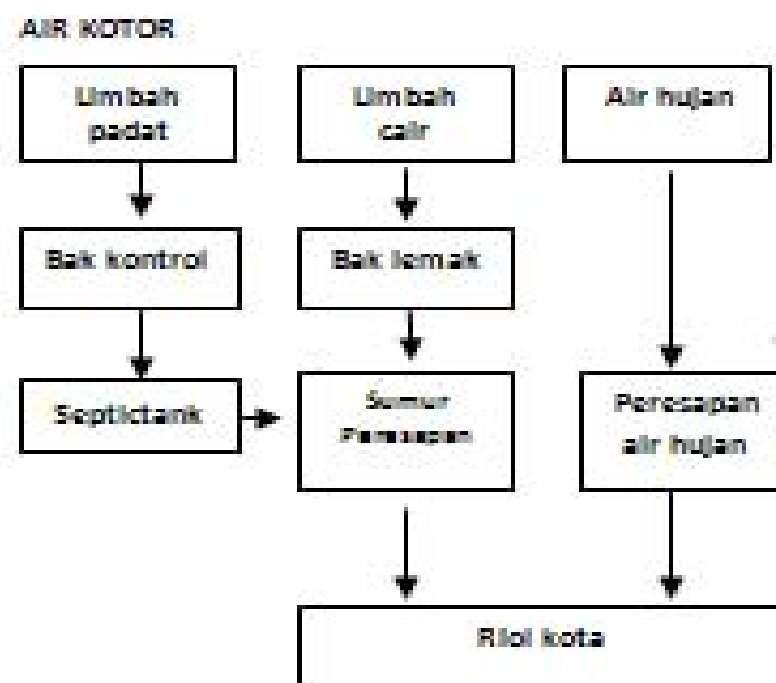 AIR KOTOR
Limbah
padat
Limbah
cair
Air hujan
Bak kontrol
Bak lemak
Septictank
Sumur
Peresapan
Peresapan
air hujan
Riol kota